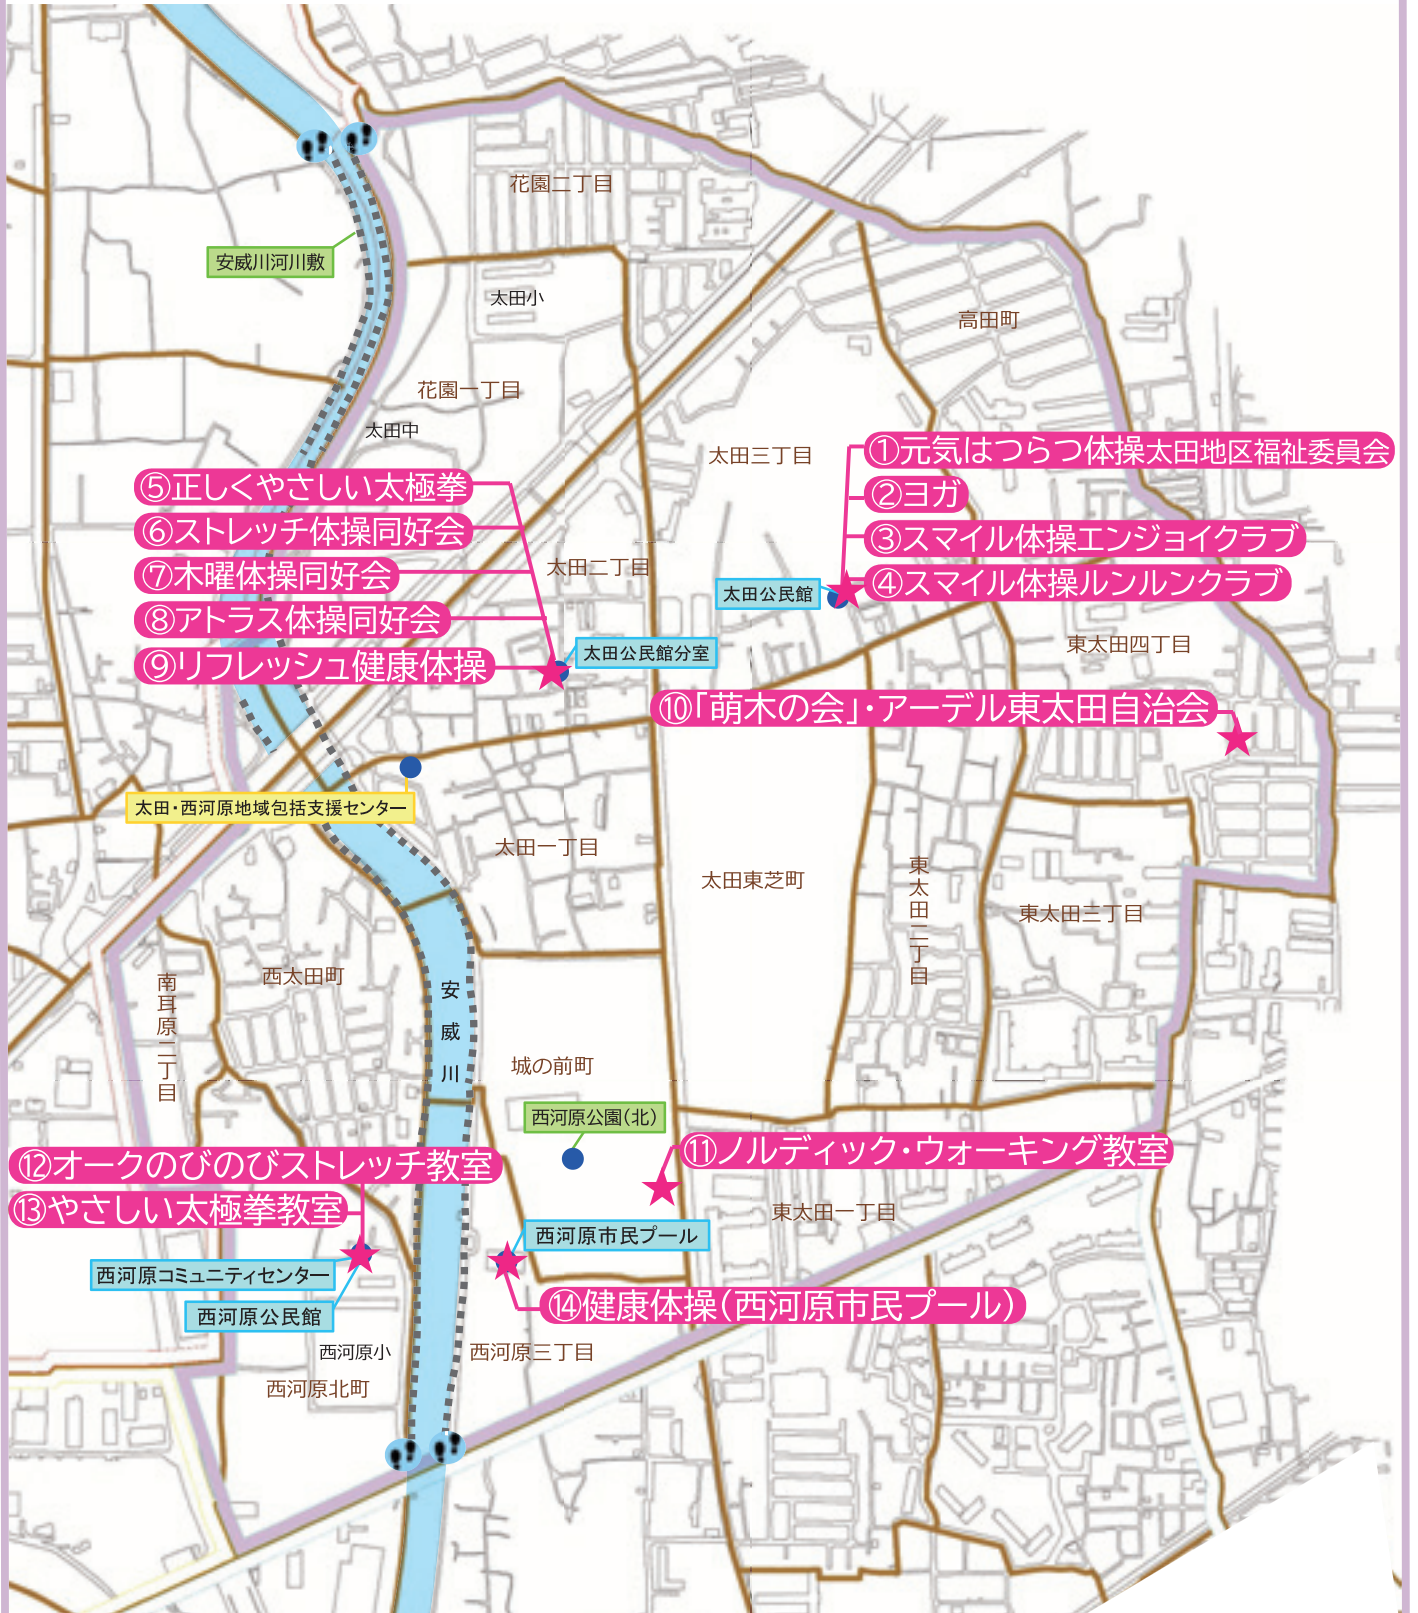 花園二丁目
安威川河川敷
太田小
高田町
花園一丁目
太田中
太田三丁目
①元気はつらつ体操太田地区福祉委員会
②ヨガ
③スマイル体操エンジョイクラブ
④スマイル体操ルンルンクラブ
太田公民館
⑤正しくやさしい太極拳
⑥ストレッチ体操同好会
⑦木曜体操同好会
⑧アトラス体操同好会
⑨リフレッシュ健康体操
太田二丁目
太田公民館分室
東太田四丁目
⑩「萌木の会」・アーデル東太田自治会
太田・西河原地域包括支援センター
太田一丁目
太田東芝町
東太田二丁目
東太田三丁目
南耳原二丁目
西太田町
安威川
城の前町
西河原公園(北)
⑪ノルディック・ウォーキング教室
⑫オークのびのびストレッチ教室
⑬やさしい太極拳教室
東太田一丁目
西河原市民プール
西河原コミュニティセンター
西河原公民館
⑭健康体操(西河原市民プール)
西河原小
西河原三丁目
西河原北町